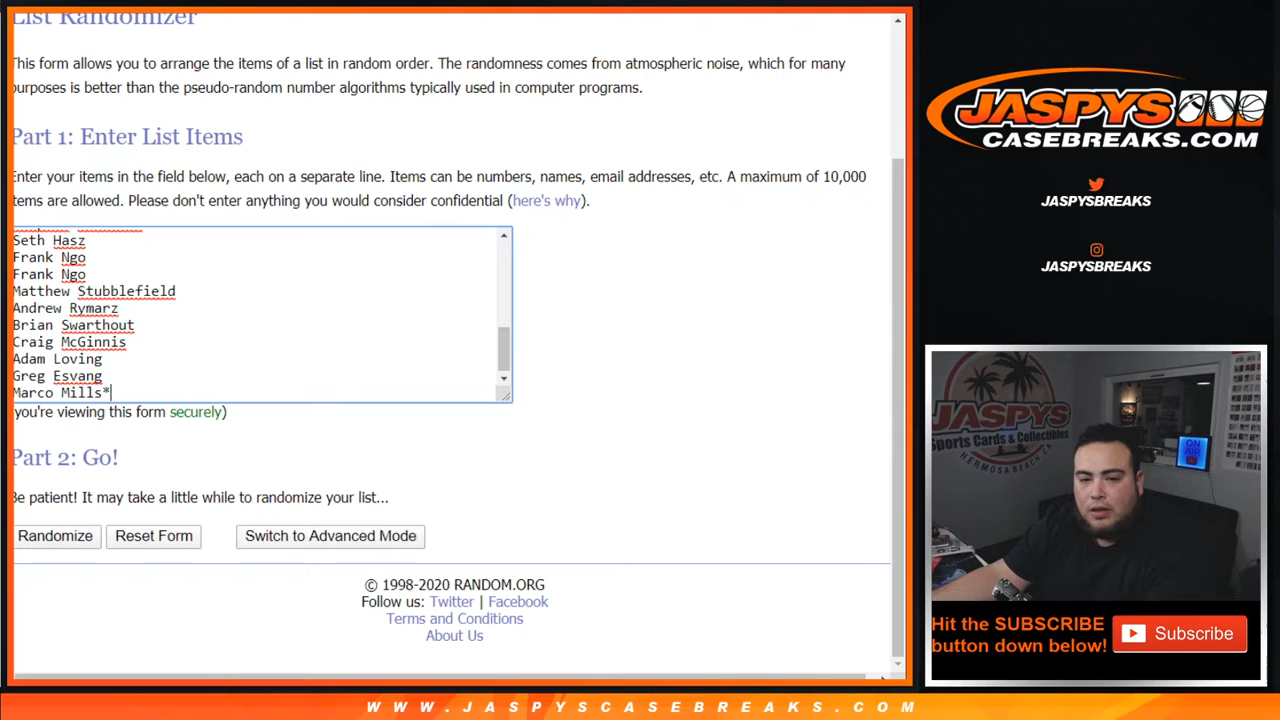 List Randomizer
This form allows you to arrange the items of a list in random order. The randomness comes from atmospheric noise, which for many
purposes is better than the pseudo-random number algorithms typically used in computer programs.
Part 1: Enter List Items
Enter your items in the field below, each on a separate line. Items can be numbers, names, email addresses, etc. A maximum of 10,000
items are allowed. Please don't enter anything you would consider confidential (here's why).
Seth Hasz
Frank Ngo
Frank Ngo
Matthew Stubblefield
Andrew Rymarz
Brian Swarthout
Craig McGinnis
Adam Loving
Greg Esvang
Marco Mills*
you're viewing this form securely)
Part 2: Go!
Be patient! It may take a little while to randomize your list...
Randomize Reset Form Switch to Advanced Mode
© 1998-2020 RANDOM.ORG
Follow us: Twitter | Facebook
Terms and Conditions
About Us
JASPYS
CASEBREAKS.COM
JASPYSBREAKS
JASPYSBREAKS
JASPYS
Sports Cards & Collectibles
HERMOSA BEACH, CA
ON AIR
Hit the SUBSCRIBE
button down below!
Subscribe
WWW.JASPYSCASEBREAKS.COM